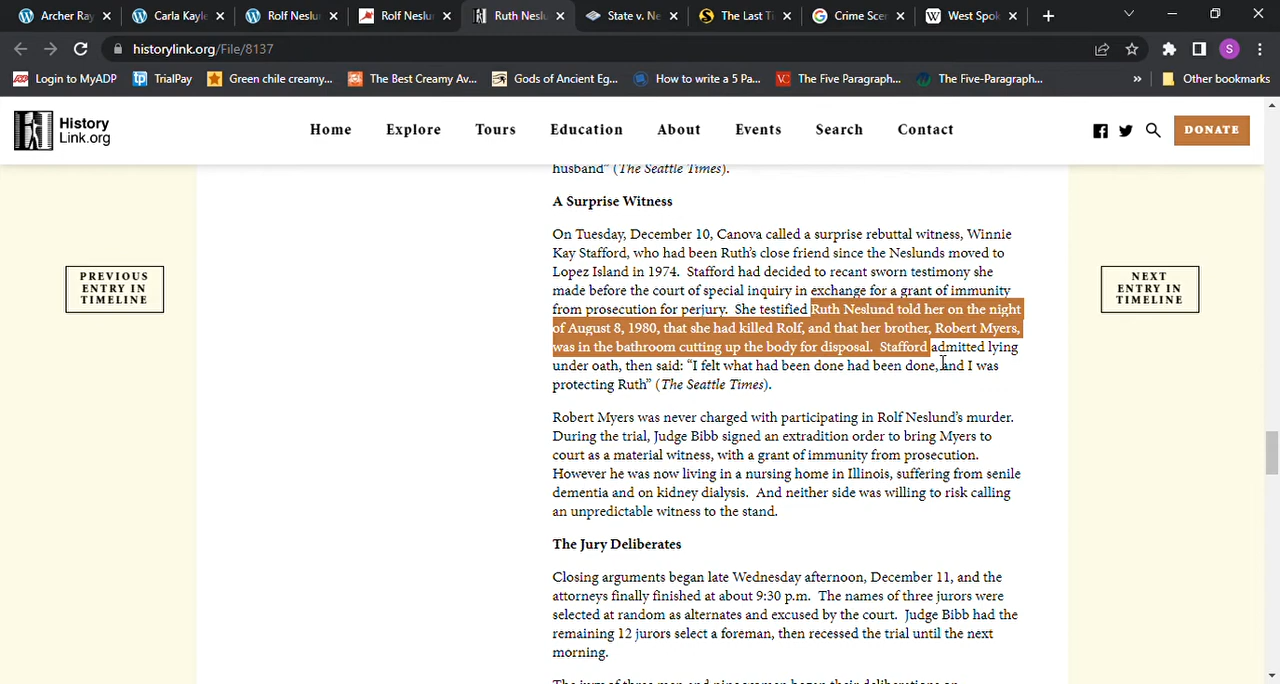 Archer Ray
Carla Kayle
Rolf Neslu
Rolf Neslu
Ruth Neslu
State v. Ne
The Last Ti
Crime Sce
West Spok
historylink.org/File/8137
S
Login to MyADP
TrialPay
Green chile creamy...
The Best Creamy Av...
Gods of Ancient Eg...
How to write a 5 Pa...
VC
The Five Paragraph...
The Five-Paragraph...
»
Other bookmarks
History
Link.org
Home
Explore
Tours
Education
About
Events
Search
Contact
DONATE
husband" (The Seattle Times).
A Surprise Witness
On Tuesday, December 10, Canova called a surprise rebuttal witness, Winnie
Kay Stafford, who had been Ruth's close friend since the Neslunds moved to
Lopez Island in 1974.  Stafford had decided to recant sworn testimony she
made before the court of special inquiry in exchange for a grant of immunity
from prosecution for perjury.  She testified Ruth Neslund told her on the night
of August 8, 1980, that she had killed Rolf, and that her brother, Robert Myers,
was in the bathroom cutting up the body for disposal.  Stafford admitted lying
under oath, then said: "I felt what had been done had been done, and I was
protecting Ruth" (The Seattle Times).
Robert Myers was never charged with participating in Rolf Neslund's murder.
During the trial, Judge Bibb signed an extradition order to bring Myers to
court as a material witness, with a grant of immunity from prosecution.
However he was now living in a nursing home in Illinois, suffering from senile
dementia and on kidney dialysis.  And neither side was willing to risk calling
an unpredictable witness to the stand.
The Jury Deliberates
Closing arguments began late Wednesday afternoon, December 11, and the
attorneys finally finished at about 9:30 p.m.  The names of three jurors were
selected at random as alternates and excused by the court.  Judge Bibb had the
remaining 12 jurors select a foreman, then recessed the trial until the next
morning.
PREVIOUS
ENTRY IN
TIMELINE
NEXT
ENTRY IN
TIMELINE